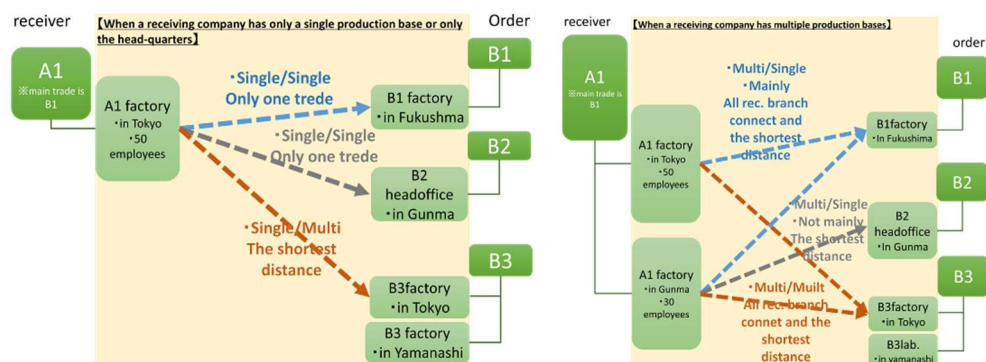 receiver
【When a receiving company has only a single production base or only
the head-quarters】
Order
A1
※main trade is
B1
A1 factory
・in Tokyo
・50
employees
・Single/Single
Only one trede
・Single/Single
Only one trede
・Single/Multi
The shortest
distance
B1
B1 factory
・in Fukushma
B2
B2
headoffice
・in Gunma
B3
B3factory
・in Tokyo
B3 factory
・in Yamanashi
receiver
【When a receiving company has multiple production bases】
order
A1
※main trade
is B1
A1 factory
・in Tokyo
・50
employees
A1 factory
・in Gunma
・30
employees
・Multi/Single
・Mainly
All rec. branch
connect and
the shortest
distance
・Multi/Single
・Not mainly
The shortest
distance
・Multi/Muilt
All rec. branch
connet and the
shortest
distance
B1
B1factory
・In Fukushima
B2
B2
headoffice
・In Gunma
B3
B3factory
・in Tokyo
B3lab.
・in yamanashi